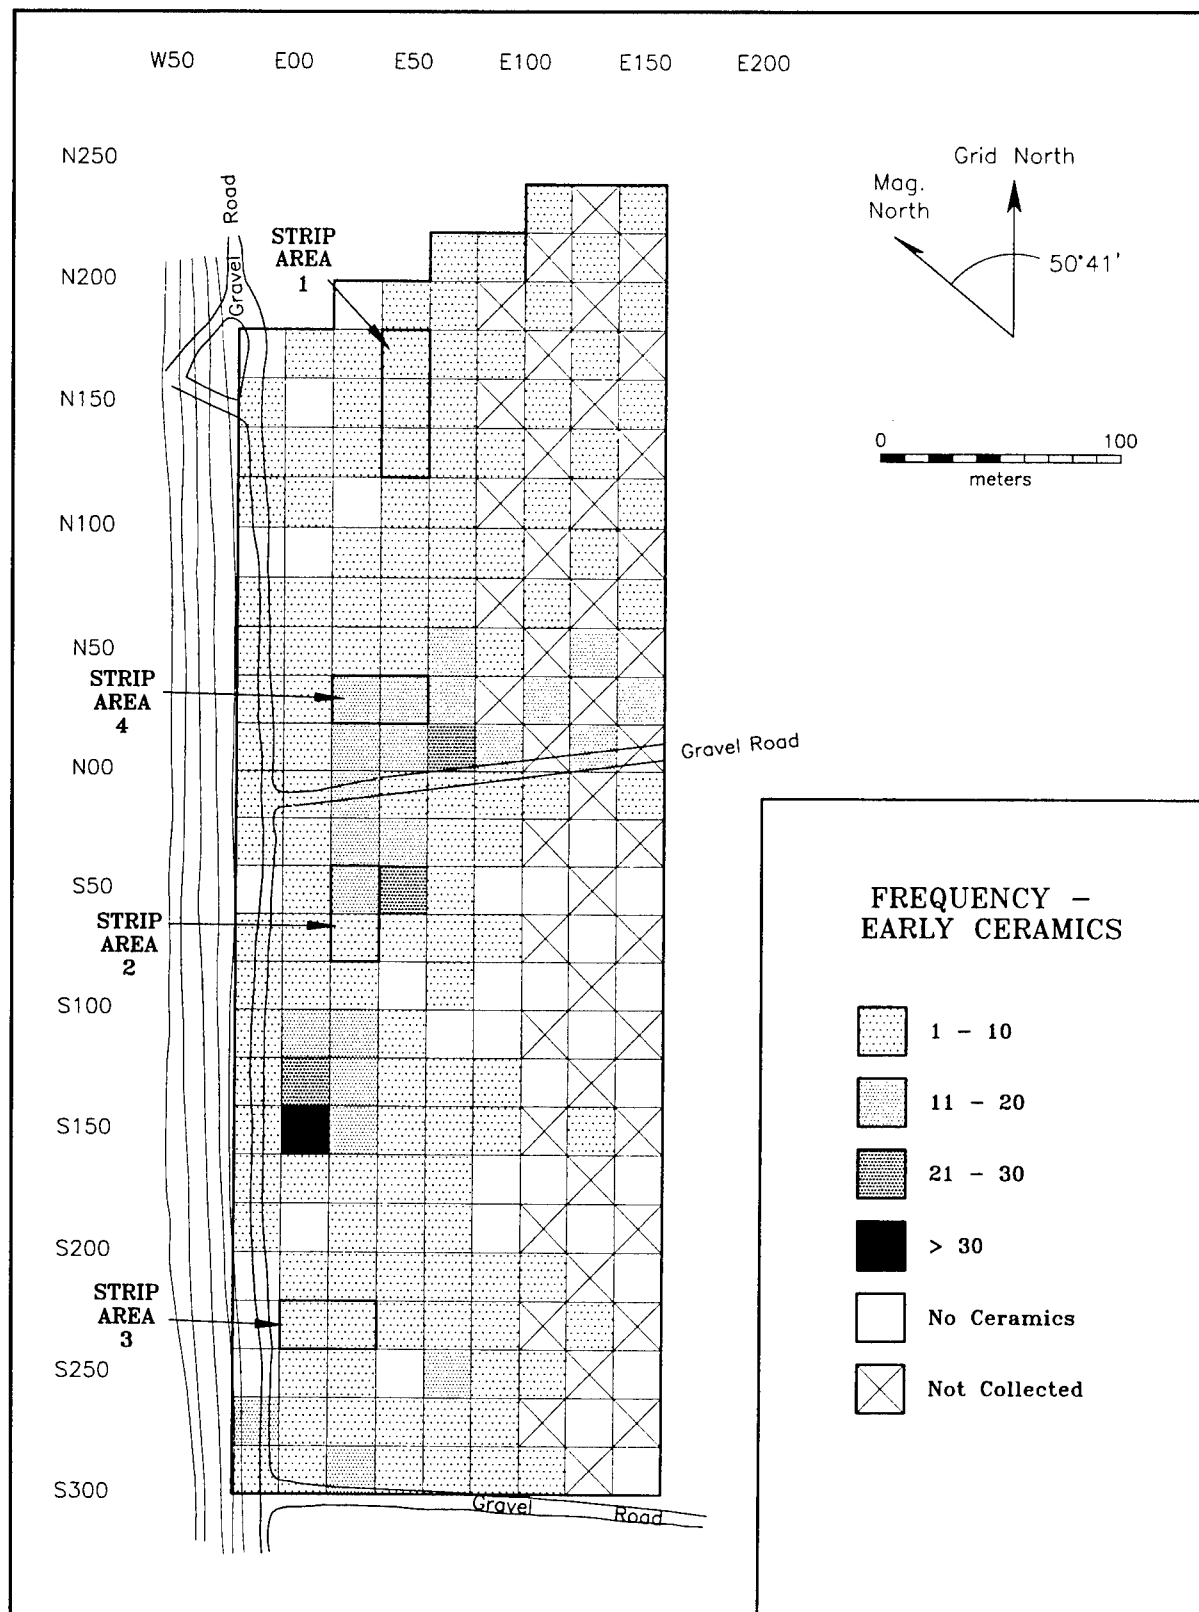 W50 E00 E50 E100 E150 E200
N250
Grid North
Mag.
North
50°41'
Gravel Road
STRIP
AREA
1
N200
N150
0 100
meters
N100
N50
STRIP
AREA
4
Gravel Road
N00
S50
STRIP
AREA
2
S100
S150
S200
STRIP
AREA
3
S250
S300
Gravel Road
FREQUENCY –
EARLY CERAMICS
1 – 10
11 – 20
21 – 30
> 30
No Ceramics
Not Collected